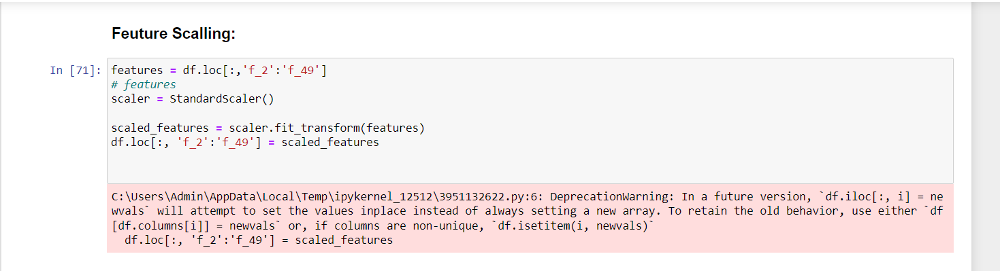 Feuture Scalling:
In [71]: features = df.loc[:,'f_2':'f_49']
# features
scaler = StandardScaler()
scaled_features = scaler.fit_transform(features)
df.loc[:, 'f_2':'f_49'] = scaled_features
C:\Users\Admin\AppData\Local\Temp\ipykernel_12512\3951132622.py:6: DeprecationWarning: In a future version, `df.iloc[:, i] = ne
wvals` will attempt to set the values inplace instead of always setting a new array. To retain the old behavior, use either `df
[df.columns[i]] = newvals` or, if columns are non-unique, `df.isetitem(i, newvals)`
  df.loc[:, 'f_2':'f_49'] = scaled_features